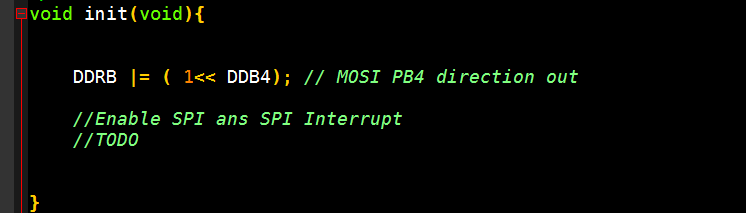 void init(void){
DDRB |= ( 1<< DDB4); // MOSI PB4 direction out
//Enable SPI ans SPI Interrupt
//TODO
}